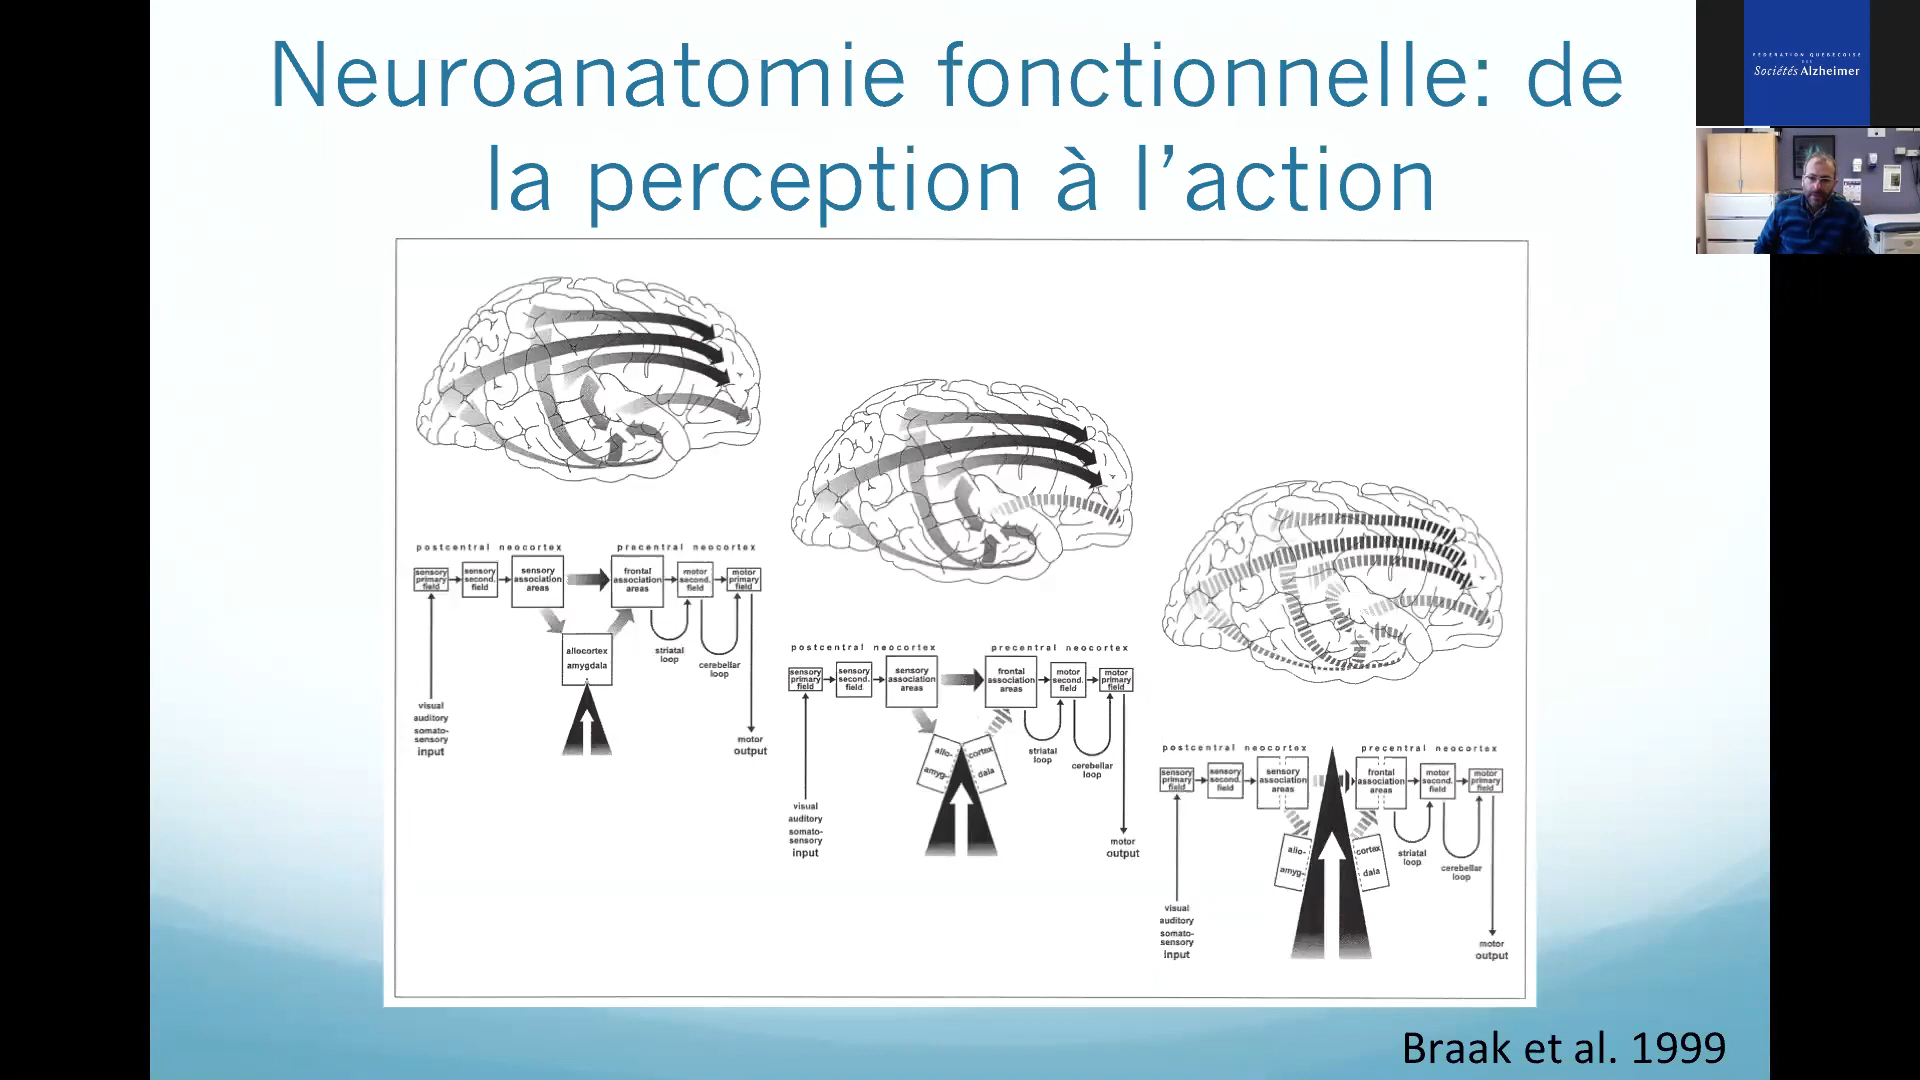 Neuroanatomie fonctionnelle: de
la perception à l’action
FÉDÉRATION QUÉBÉCOISE
DES
Sociétés Alzheimer
postcentral neocortex
precentral neocortex
sensory
primary
field
sensory
second.
field
sensory
association
areas
frontal
association
areas
motor
second.
field
motor
primary
field
allocortex
amygdala
striatal
loop
cerebellar
loop
visual
auditory
somato-
sensory
input
motor
output
postcentral neocortex
precentral neocortex
sensory
primary
field
sensory
second.
field
sensory
association
areas
frontal
association
areas
motor
second.
field
motor
primary
field
allo-
cortex
amyg-
dala
striatal
loop
cerebellar
loop
visual
auditory
somato-
sensory
input
motor
output
postcentral neocortex
precentral neocortex
sensory
primary
field
sensory
second.
field
sensory
association
areas
frontal
association
areas
motor
second.
field
motor
primary
field
allo-
cortex
amyg-
dala
striatal
loop
cerebellar
loop
visual
auditory
somato-
sensory
input
motor
output
Braak et al. 1999